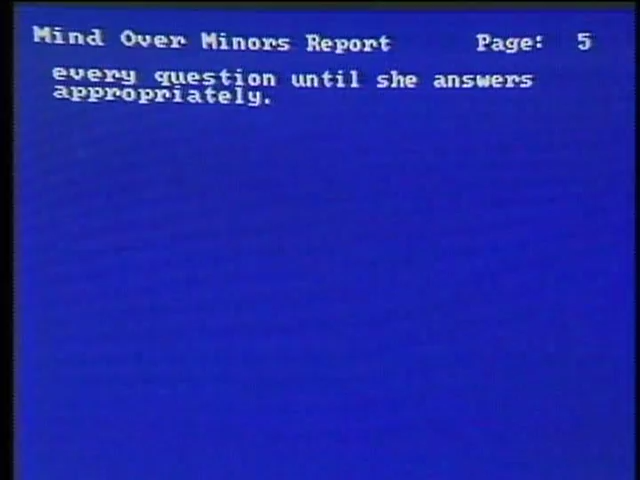 Mind Over Minors Report Page: 5
every question until she answers
appropriately.